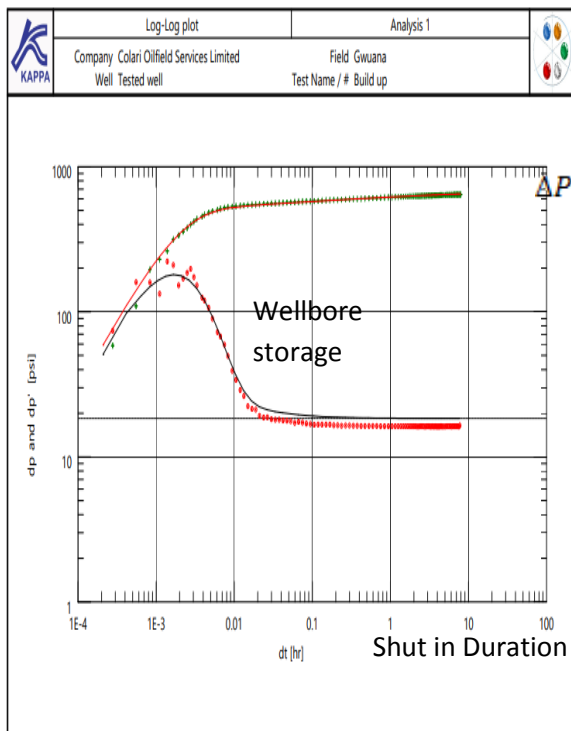 Log-Log plot
Analysis 1
KAPPA
Company Colari Oilfield Services Limited
Field Gwuana
Well Tested well
Test Name / # Build up
1000
100
10
1
dp and dp' [psi]
ΔP
Wellbore
storage
1E-4
1E-3
0.01
0.1
1
10
100
dt [hr]
Shut in Duration